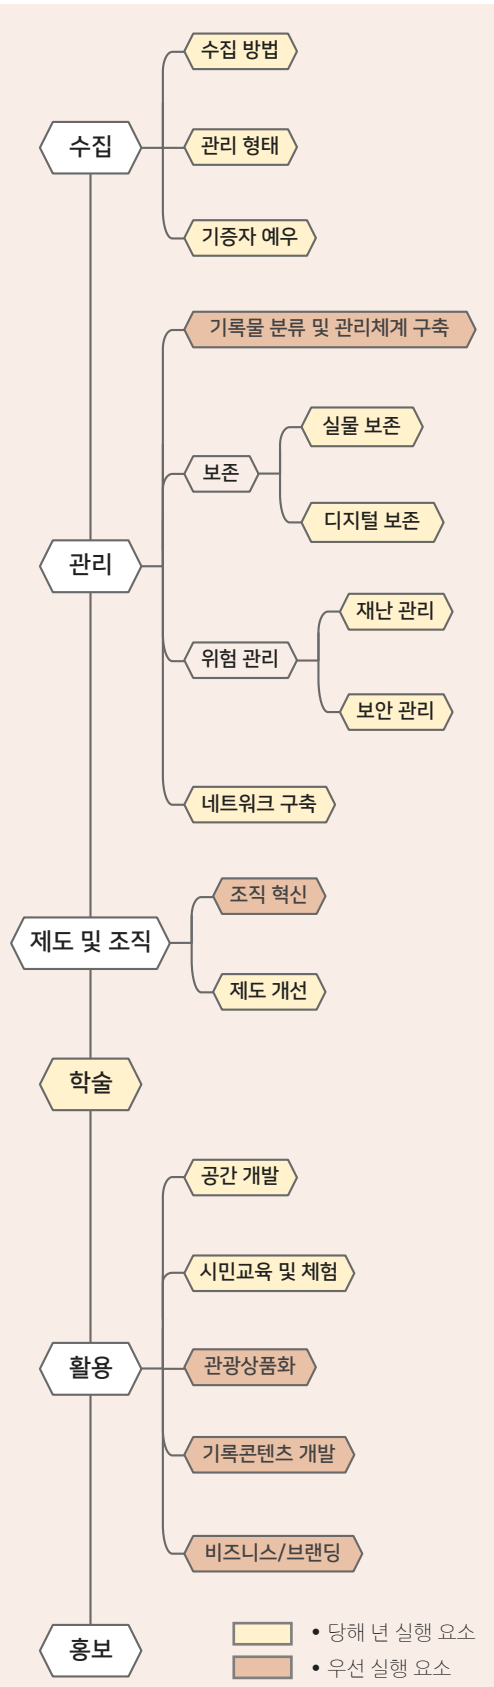 수집
수집 방법
관리 형태
기증자 예우
관리
기록물 분류 및 관리체계 구축
보존
실물 보존
디지털 보존
위험 관리
재난 관리
보안 관리
네트워크 구축
제도 및 조직
조직 혁신
제도 개선
학술
활용
공간 개발
시민교육 및 체험
관광상품화
기록콘텐츠 개발
비즈니스/브랜딩
홍보
• 당해 년 실행 요소
• 우선 실행 요소